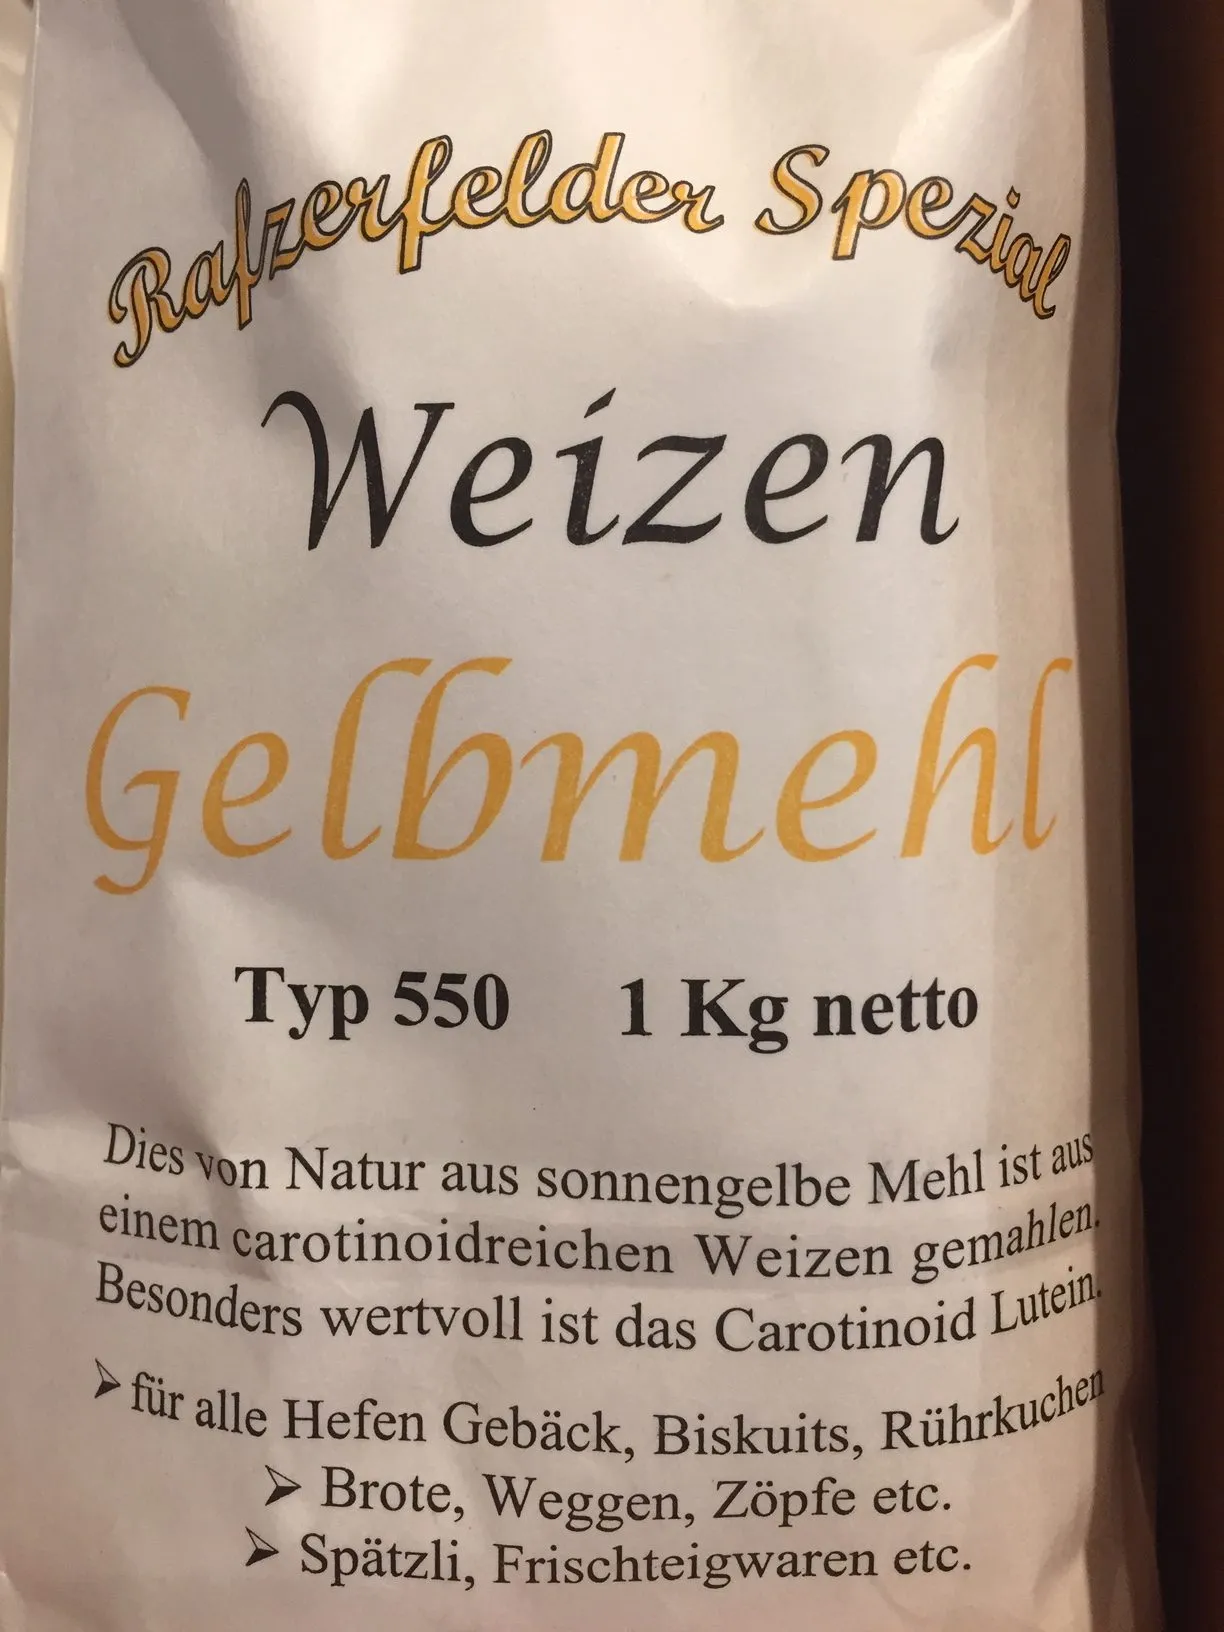 Rafzerfelder Spezial
Weizen
Gelbmehl
Typ 550 1 Kg netto
Dies von Natur aus sonnengelbe Mehl ist aus
einem carotinoidreichen Weizen gemahlen.
Besonders wertvoll ist das Carotinoid Lutein.
➢ für alle Hefen Gebäck, Biskuits, Rührkuchen
➢ Brote, Weggen, Zöpfe etc.
➢ Spätzli, Frischteigwaren etc.